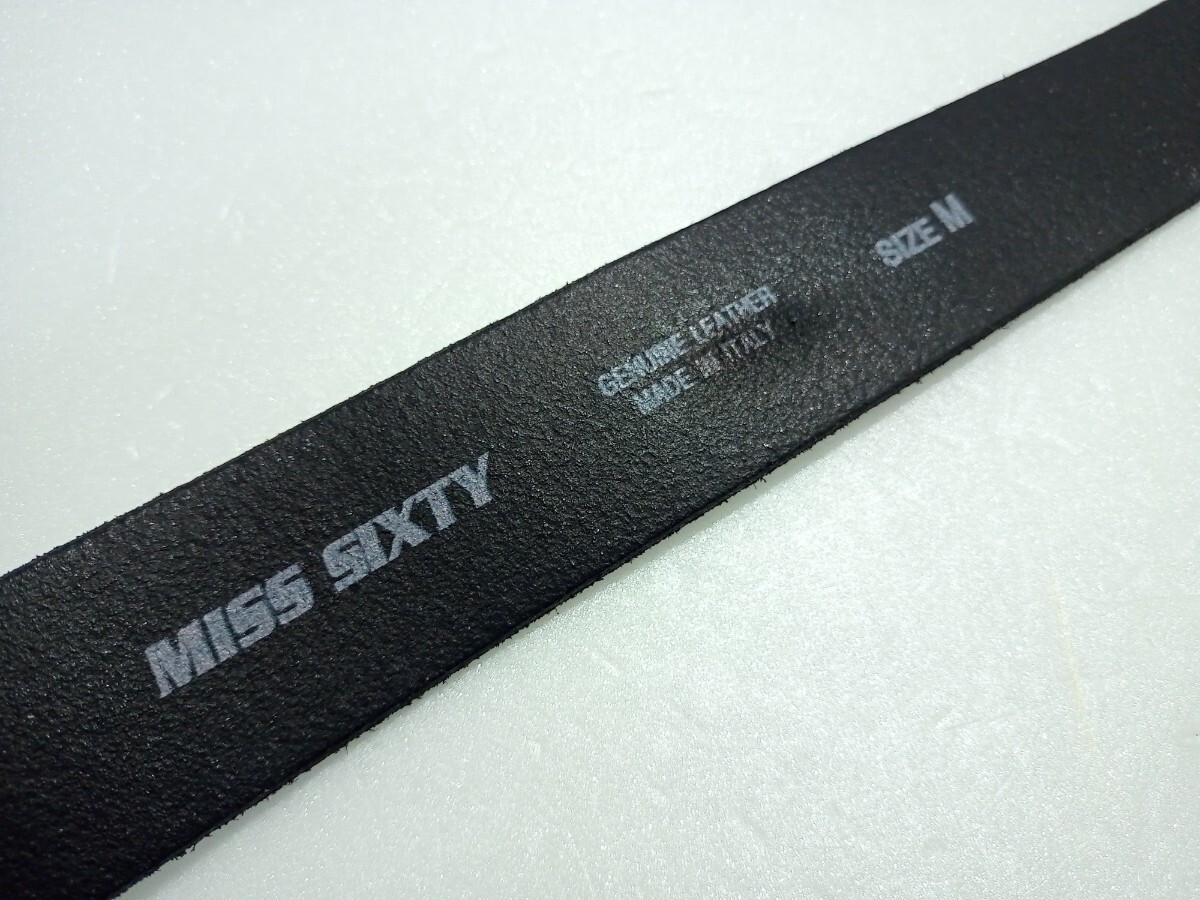 MISS SIXTY
GENUINE LEATHER
MADE IN ITALY
SIZE M